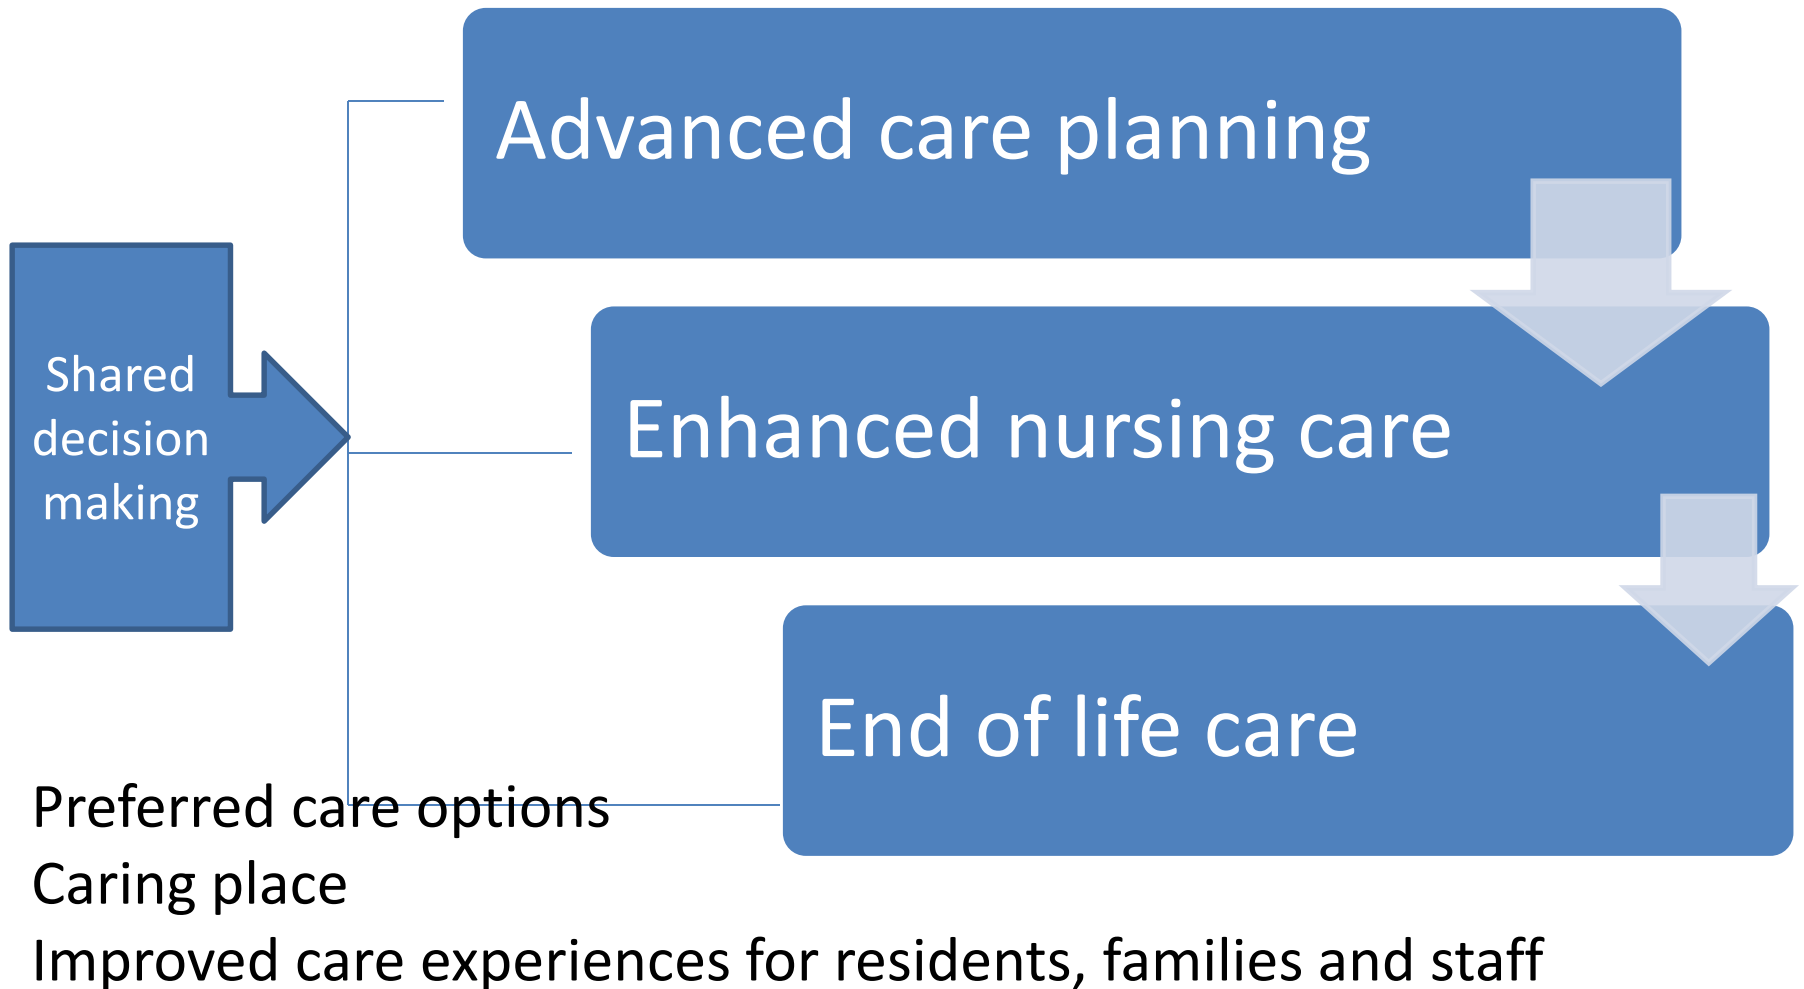 Advanced care planning
Shared
decision
making
Enhanced nursing care
End of life care
Preferred care options
Caring place
Improved care experiences for residents, families and staff